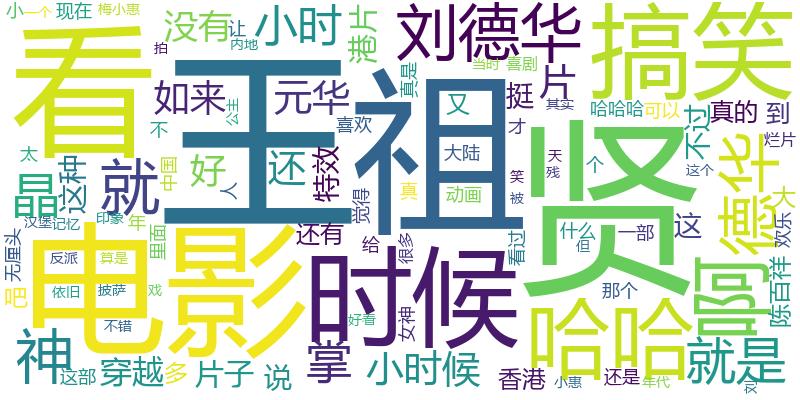 小 一个 现在 梅小惠
没有 让 小时
内地 拍
港片 刘德华 搞笑
看 王 祖 贤
真是 当时 喜剧
挺 片
如来 元华 又 其实 哈哈哈 可以 真的 到
公主 喜欢 才 不过 烂片
不 太 好 还 特效 大陆 天残 个 这个
晶 这种 就 中国 人 觉得 真 动画 笑 被 德华 大
汉堡 记忆 印象 年 里面 还有 给 很多 看过 什么 但 一部 这 欢乐
无厘头 反派 算是
电影 时候 啊 陈百祥
邑 依旧 披萨 戏 那个
不错 好看 女神 哈哈
神 掌 就是
这部 穿越 多 片子 说 小时候 香港 小惠 还是 年代 刘